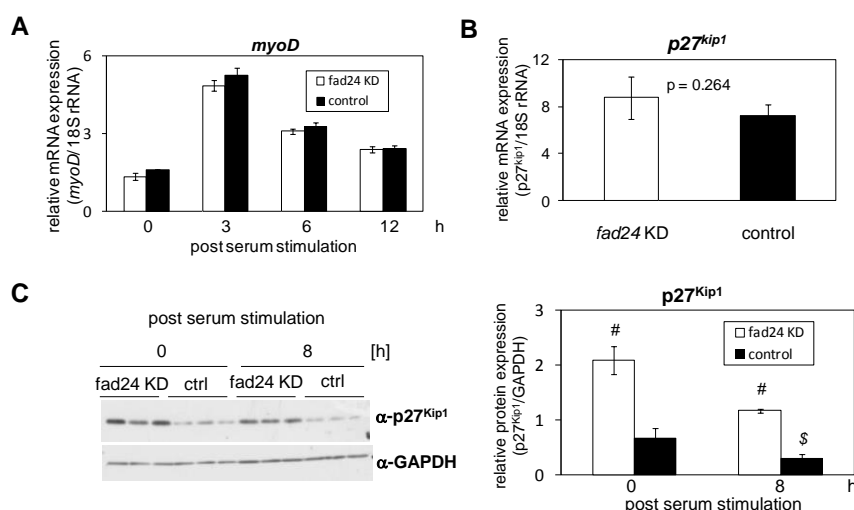 A
myoD
relative mRNA expression
(myoD/18S rRNA)
6
3
0
fad24 KD
control
0 3 6 12 h
post serum stimulation
B
p27kip1
relative mRNA expression
(p27kip1/18S rRNA)
12
8
4
0
p = 0.264
fad24 KD control
C
post serum stimulation
0 8 [h]
fad24 KD ctrl fad24 KD ctrl
α-p27Kip1
α-GAPDH
p27Kip1
relative protein expression
(p27Kip1/GAPDH)
3
2
1
0
fad24 KD
control
#
#
$
0 8 h
post serum stimulation